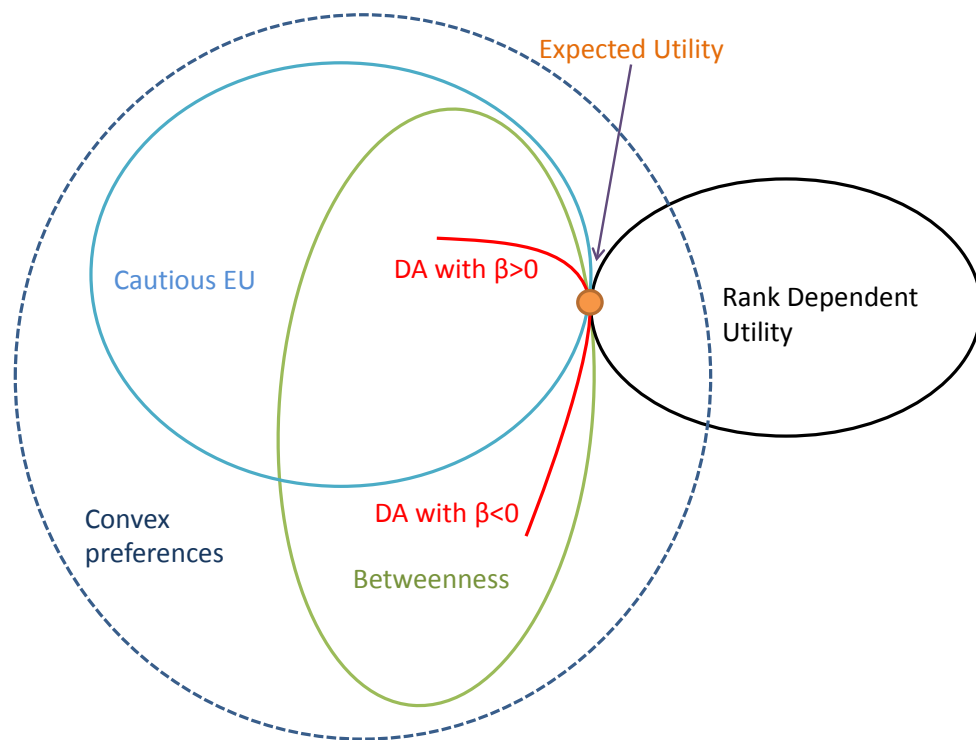 Expected Utility
DA with β>0
Cautious EU
Rank Dependent
Utility
DA with β<0
Convex
preferences
Betweenness